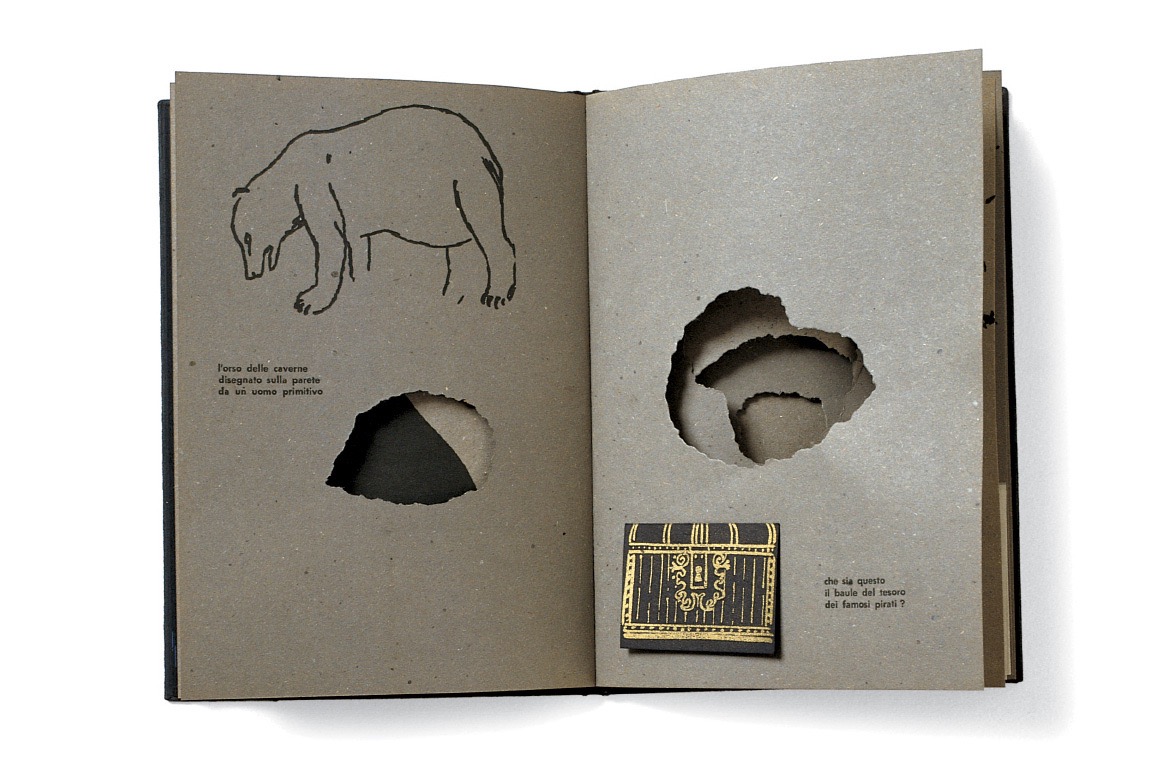 l'orso delle caverne
disegnato sulla parete
da un uomo primitivo
che sia questo
il baule del tesoro
dei famosi pirati ?